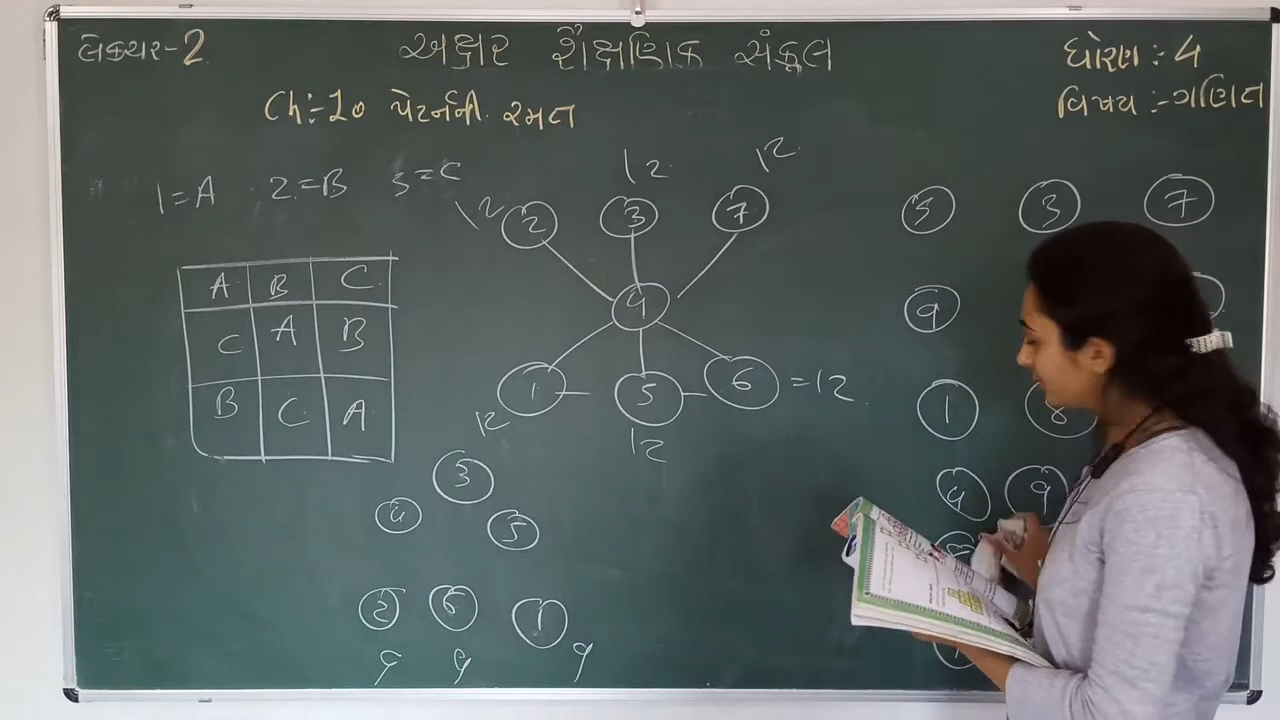 લેક્ચર-2 અક્ષર શૈક્ષણિક સંકુલ ધોરણ :- 4
Ch:-10 પેટર્નની રમત વિષય :- ગણિત
1=A 2=B 3=C
12 12 12
2 3 7
5 3 7
A B C
C A B
B C A
4
9
1 5 6 =12
12 12
1 8
3
4 5
4 9
2 6 1
9 9 9